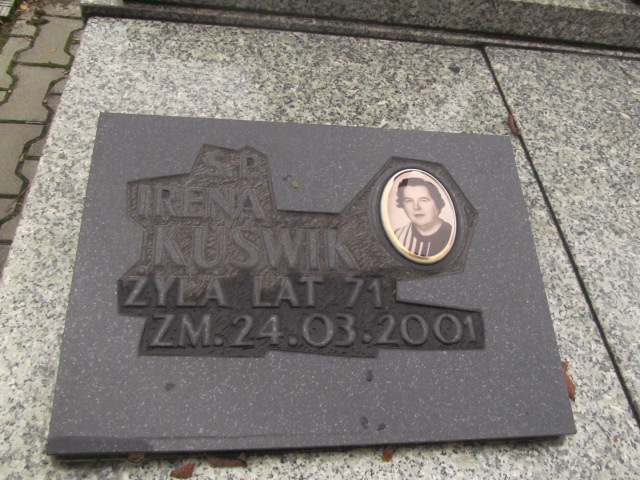 Ś.P.
IRENA
KUŚWIK
ŻYŁA LAT 71
ZM. 24.03.2001